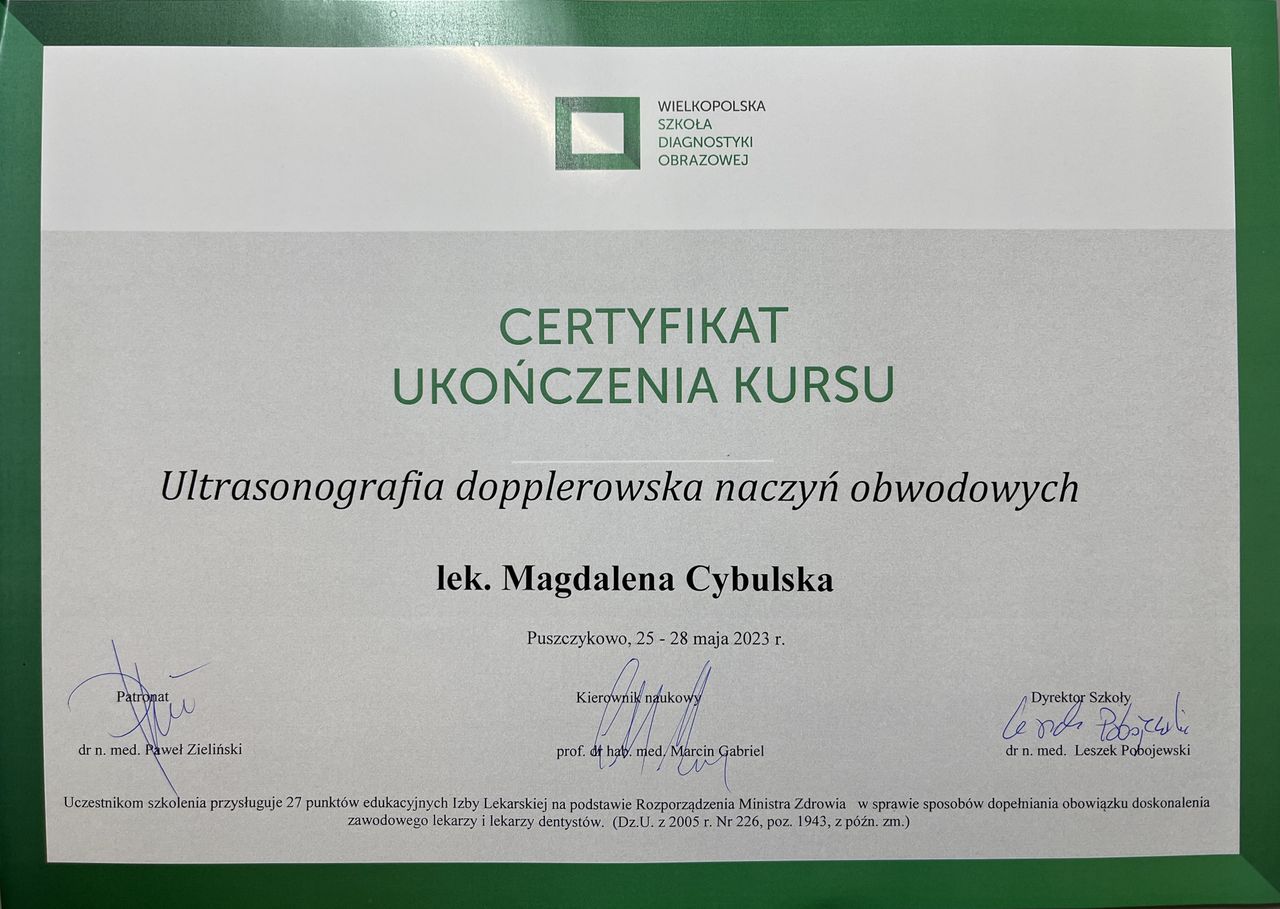 WIELKOPOLSKA
SZKOŁA
DIAGNOSTYKI
OBRAZOWEJ
CERTYFIKAT
UKOŃCZENIA KURSU
Ultrasonografia dopplerowska naczyń obwodowych
lek. Magdalena Cybulska
Puszczykowo, 25 - 28 maja 2023 r.
Patronat
dr n. med. Paweł Zieliński
Kierownik naukowy
prof. dr hab. med. Marcin Gabriel
Dyrektor Szkoły
Leszek Pobojewski
dr n. med. Leszek Pobojewski
Uczestnikom szkolenia przysługuje 27 punktów edukacyjnych Izby Lekarskiej na podstawie Rozporządzenia Ministra Zdrowia w sprawie sposobów dopełniania obowiązku doskonalenia
zawodowego lekarzy i lekarzy dentystów. (Dz.U. z 2005 r. Nr 226, poz. 1943, z późn. zm.)